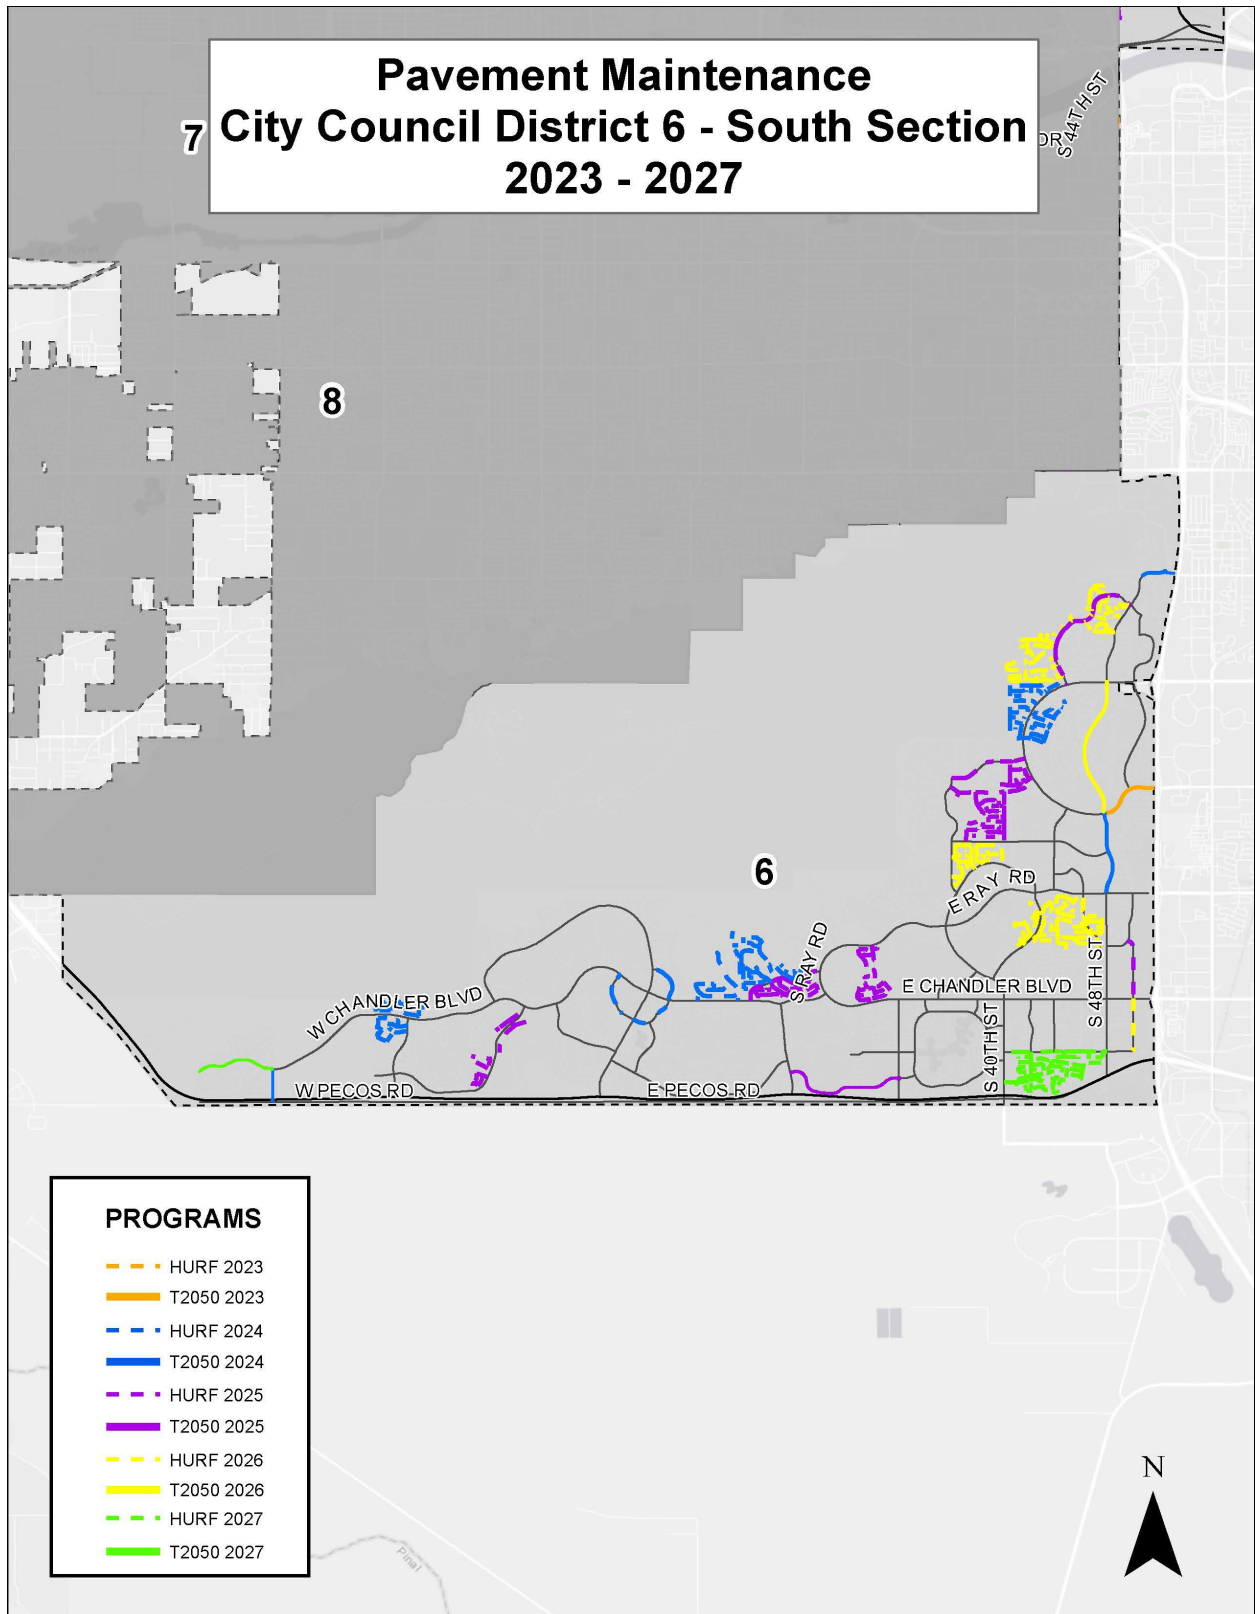 Pavement Maintenance
City Council District 6 - South Section
2023 - 2027
7
DR
S 44TH ST
8
6
E RAY RD
S RAY RD
E CHANDLER BLVD
S 48TH ST
W CHANDLER BLVD
S 40TH ST
W PECOS RD
E PECOS RD
PROGRAMS
HURF 2023
T2050 2023
HURF 2024
T2050 2024
HURF 2025
T2050 2025
HURF 2026
T2050 2026
HURF 2027
T2050 2027
N
Pinal